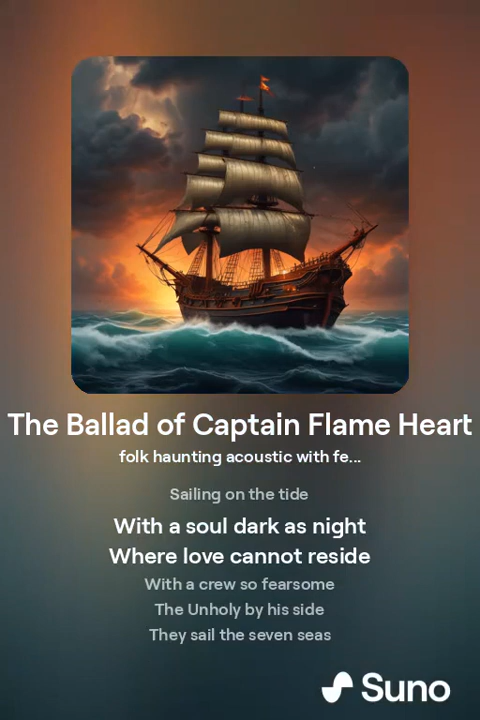 The Ballad of Captain Flame Heart
folk haunting acoustic with fe...
Sailing on the tide
With a soul dark as night
Where love cannot reside
With a crew so fearsome
The Unholy by his side
They sail the seven seas
Suno